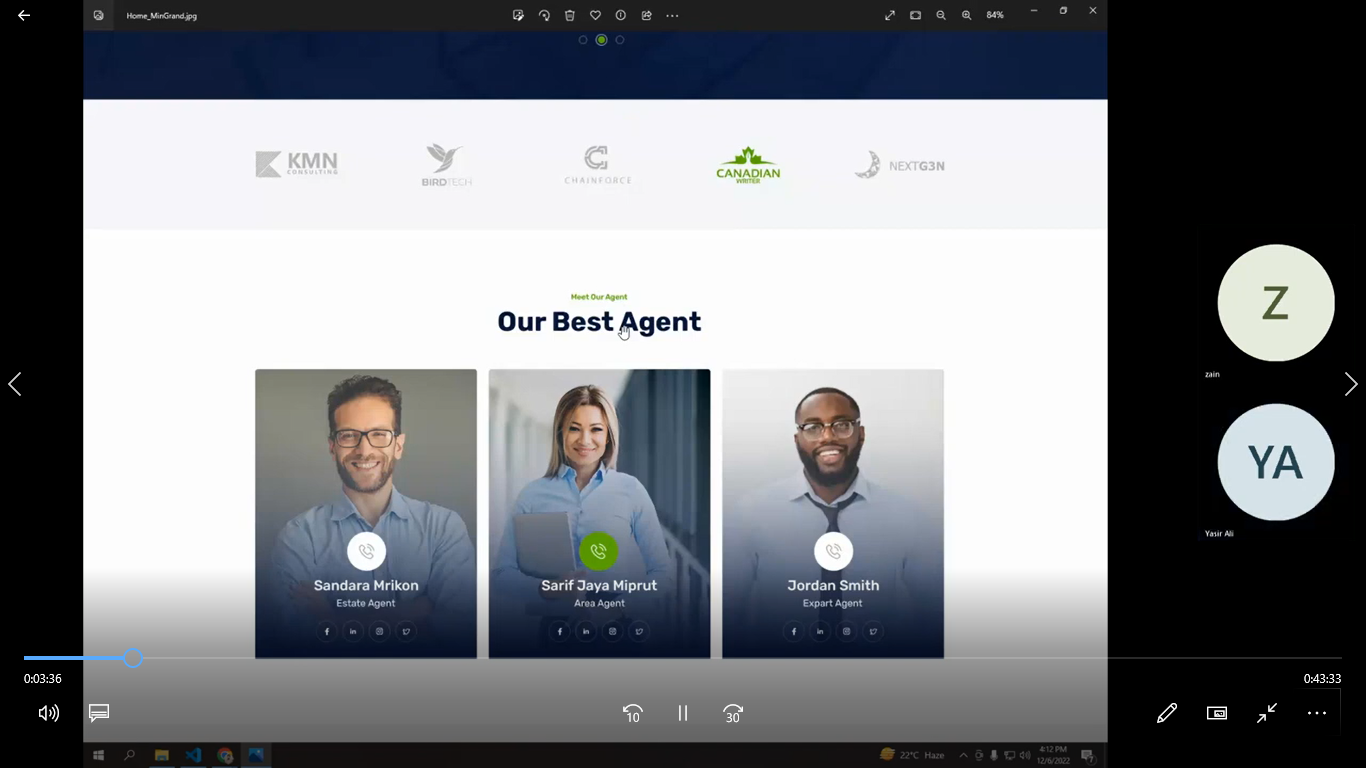 Home_MinGrand.jpg
84%
KMN
CONSULTING
BIRDTECH
CHAINFORCE
CANADIAN
WRITER
NEXTG3N
Meet Our Agent
Our Best Agent
Z
zain
YA
Yasir Ali
Sandara Mrikon
Estate Agent
Sarif Jaya Miprut
Area Agent
Jordan Smith
Expart Agent
0:03:36
0:43:33
10
30
22°C Haze
4:12 PM
12/6/2022